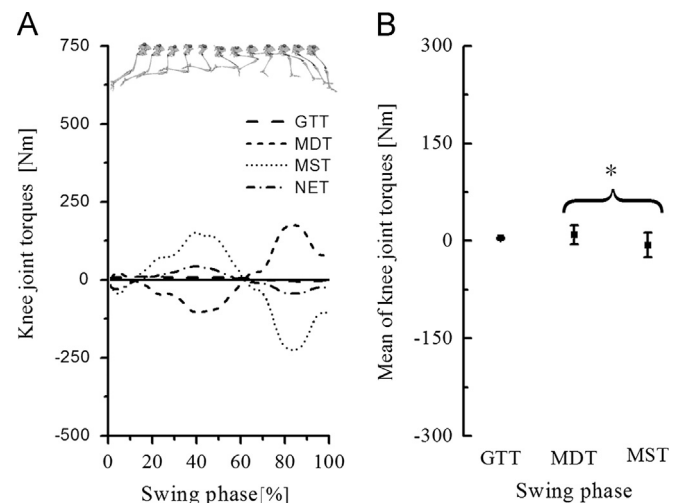 A
750
500
250
0
-250
-500
Knee joint torques [Nm]
GTT
MDT
MST
NET
0 20 40 60 80 100
Swing phase[%]
B
300
150
0
-150
-300
Mean of knee joint torques [Nm]
*
GTT MDT MST
Swing phase